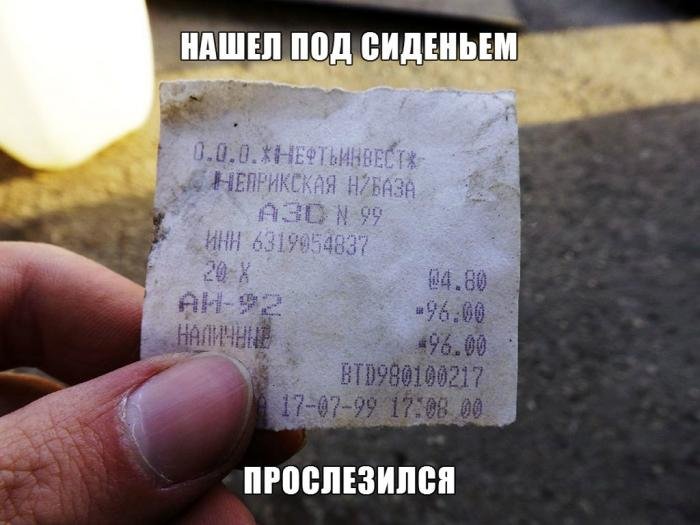 НАШЕЛ ПОД СИДЕНЬЕМ
О.О.О.*НЕФТЬИНВЕСТ*
НЕПРИКСКАЯ Н/БАЗА
АЗС N 99
ИНН 6319054837
20 X @4.80
АН-92 =96.00
НАЛИЧНЫЕ =96.00
BTD980100217
17-07-99 17:08 00
ПРОСЛЕЗИЛСЯ